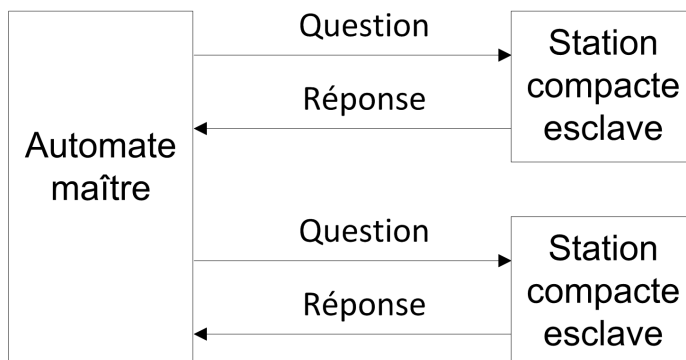 Question
Station
compacte
esclave
Réponse
Automate
maître
Question
Station
compacte
esclave
Réponse